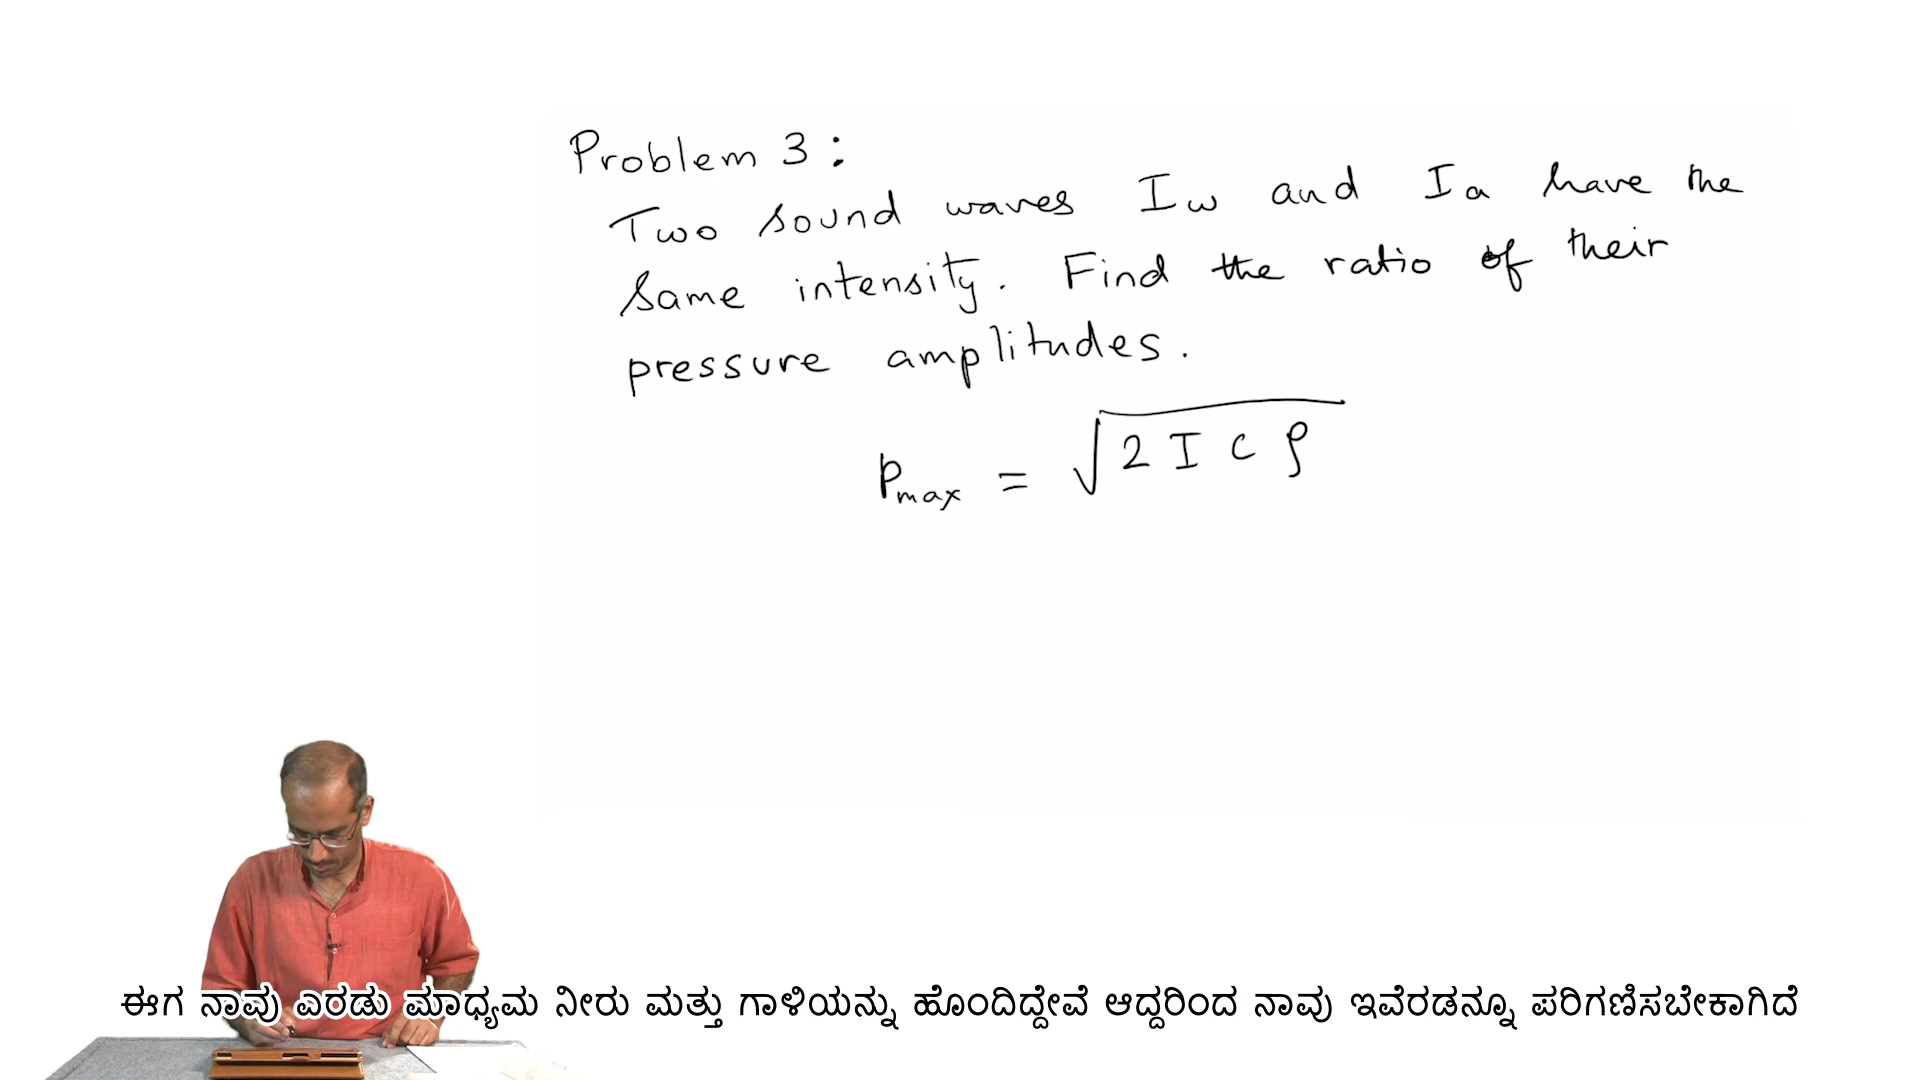 Problem 3 :
Two sound waves Iw and Ia have the
same intensity. Find the ratio of their
pressure amplitudes.
Pmax = √2 I c ρ
ಈಗ ನಾವು ಎರಡು ಮಾಧ್ಯಮ ನೀರು ಮತ್ತು ಗಾಳಿಯನ್ನು ಹೊಂದಿದ್ದೇವೆ ಆದ್ದರಿಂದ ನಾವು ಇವೆರಡನ್ನೂ ಪರಿಗಣಿಸಬೇಕಾಗಿದೆ